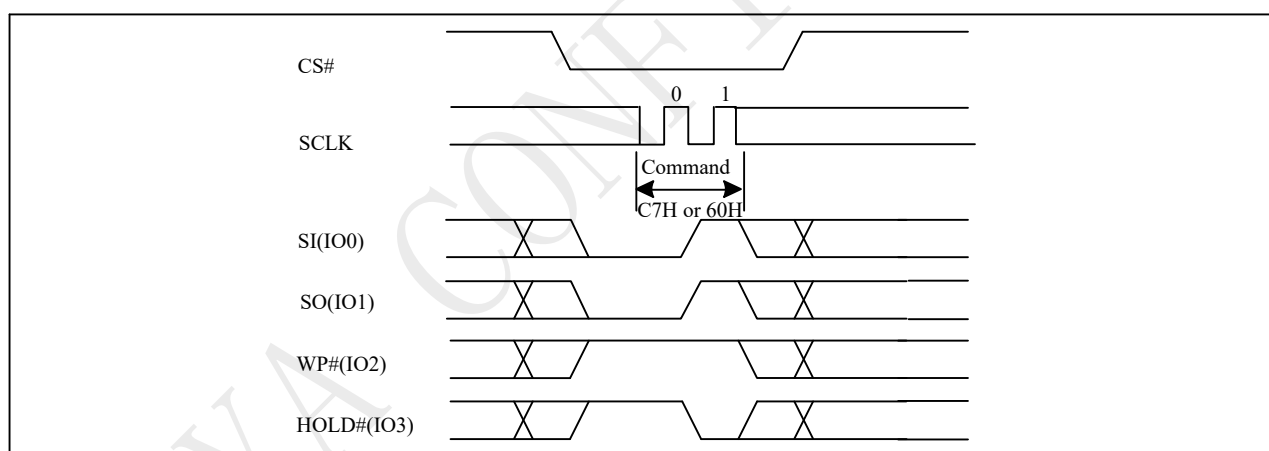 CS#
0 1
SCLK
Command
C7H or 60H
SI(IO0)
SO(IO1)
WP#(IO2)
HOLD#(IO3)